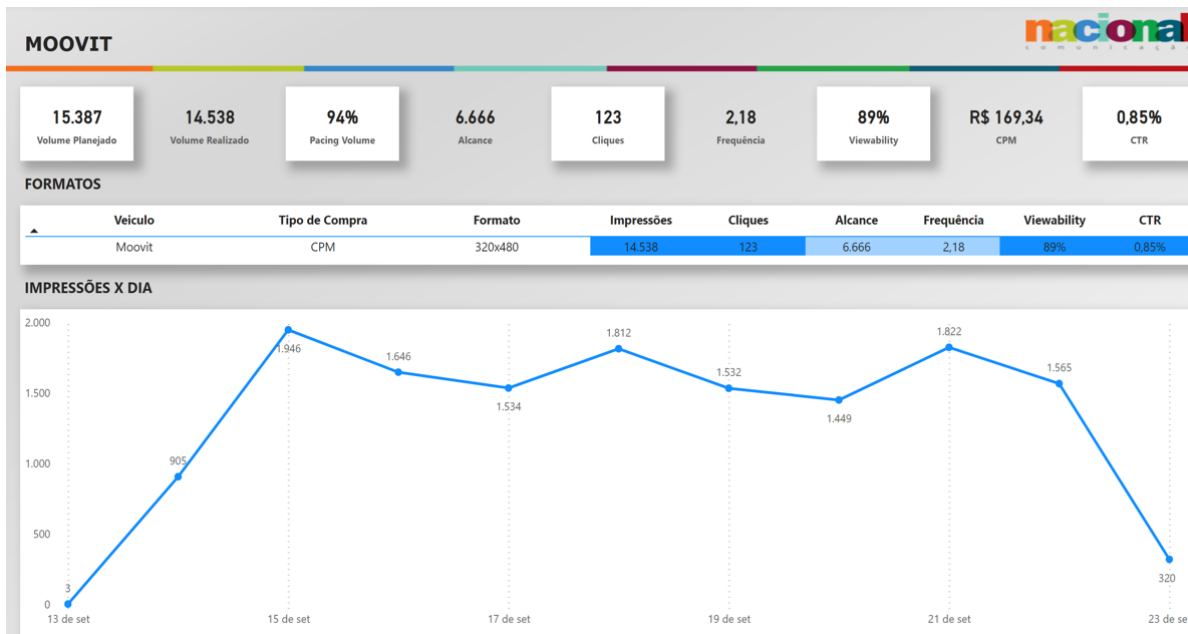 MOOVIT
nacional
comunicação
15.387 14.538 94% 6.666 123 2,18 89% R$ 169,34 0,85%
Volume Planejado Volume Realizado Pacing Volume Alcance Cliques Frequência Viewability CPM CTR
FORMATOS
Veiculo Tipo de Compra Formato Impressões Cliques Alcance Frequência Viewability CTR
Moovit CPM 320x480 14.538 123 6.666 2,18 89% 0,85%
IMPRESSÕES X DIA
2.000
1.946
1.646
1.534
1.812
1.532
1.449
1.822
1.565
1.500
905
1.000
500
320
3
0
13 de set 15 de set 17 de set 19 de set 21 de set 23 de se